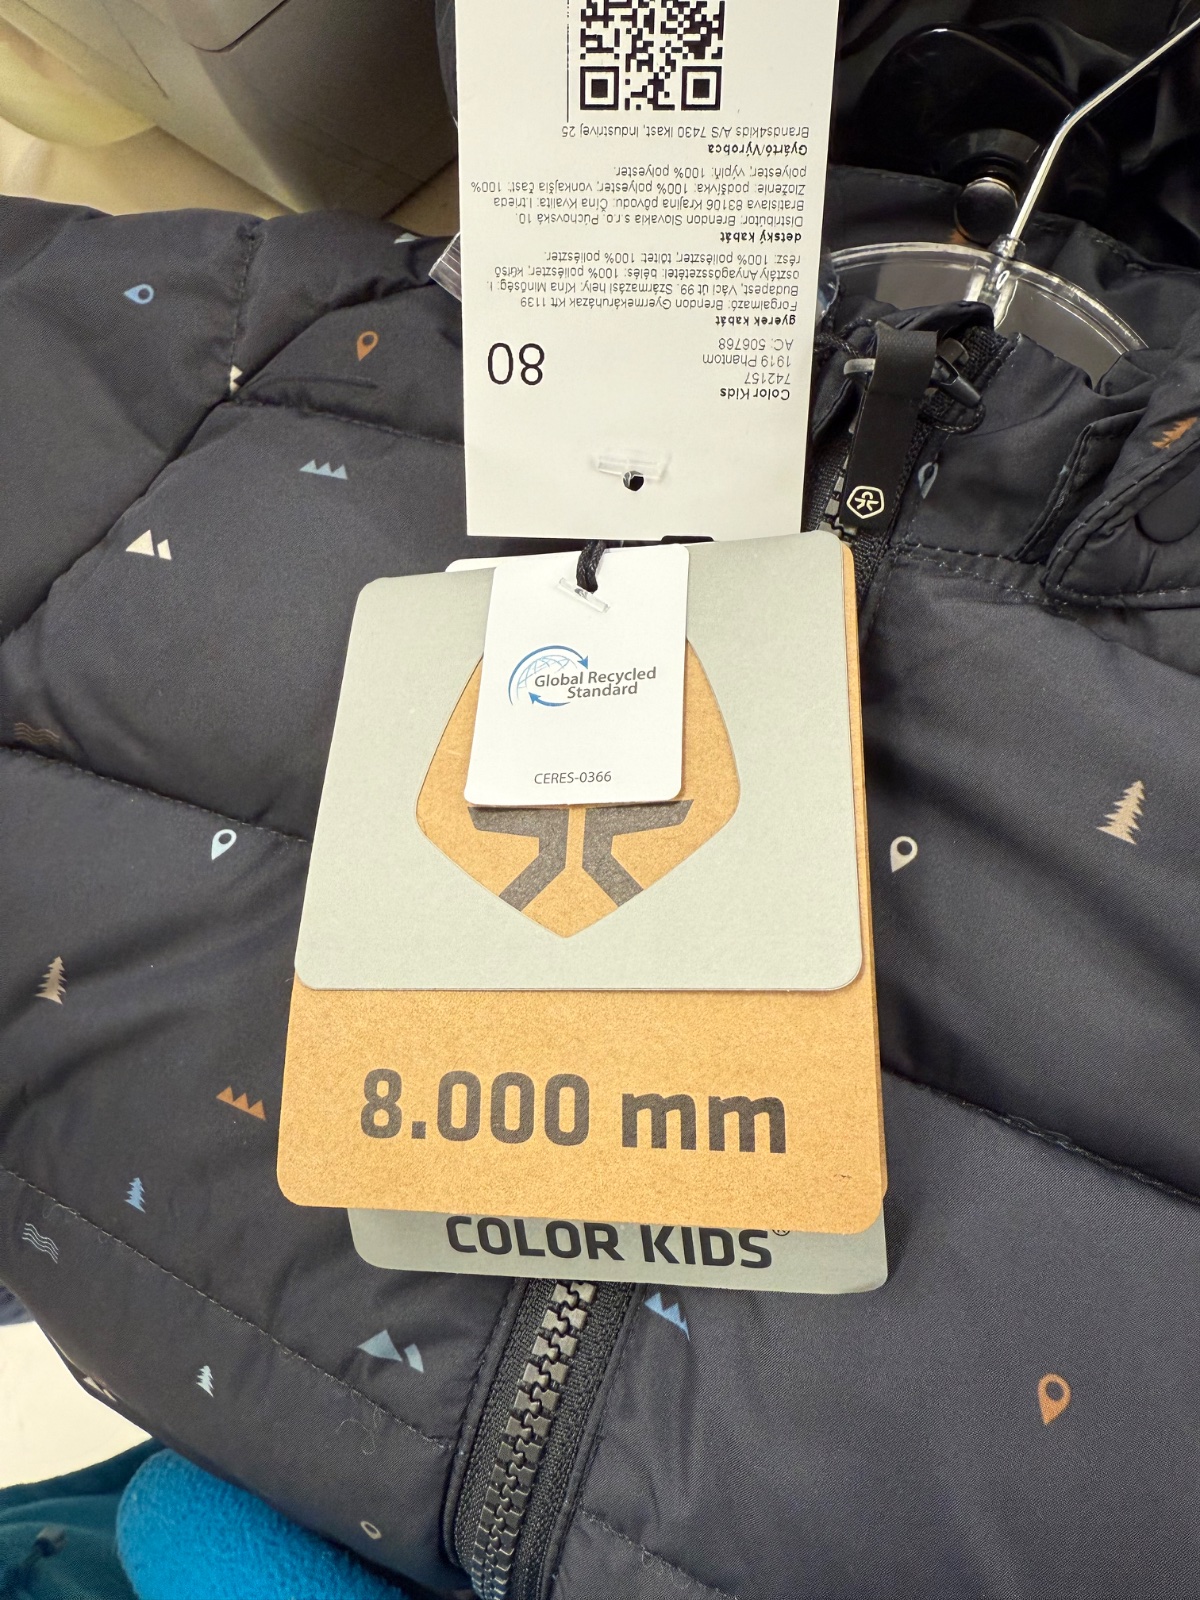 Color Kids
742157
1919 Phantom
AC: 506768
80
gyerek kabát
Forgalmazó: Brendon Gyermekáruházak Kft 1139
Budapest, Váci út 99. Származási hely: Kína Minőség: I.
osztály Anyagösszetétel: bélés: 100% poliészter, külső
rész: 100% poliészter, töltet: poliészter.
detský kabát
Distribútor: Brendon Slovakia s.r.o. Púchovská 10.
Bratislava 83106 Krajina pôvodu: Čína Kvalita: I.trieda
Zloženie: podšívka: 100% polyester, vonkajšia časť: 100%
polyester, výplň: 100% polyester.
Gyártó/Výrobca
Brands4kids A/S 7430 Ikast, Industrivej 25
Global Recycled
Standard
CERES-0366
8.000 mm
COLOR KIDS®